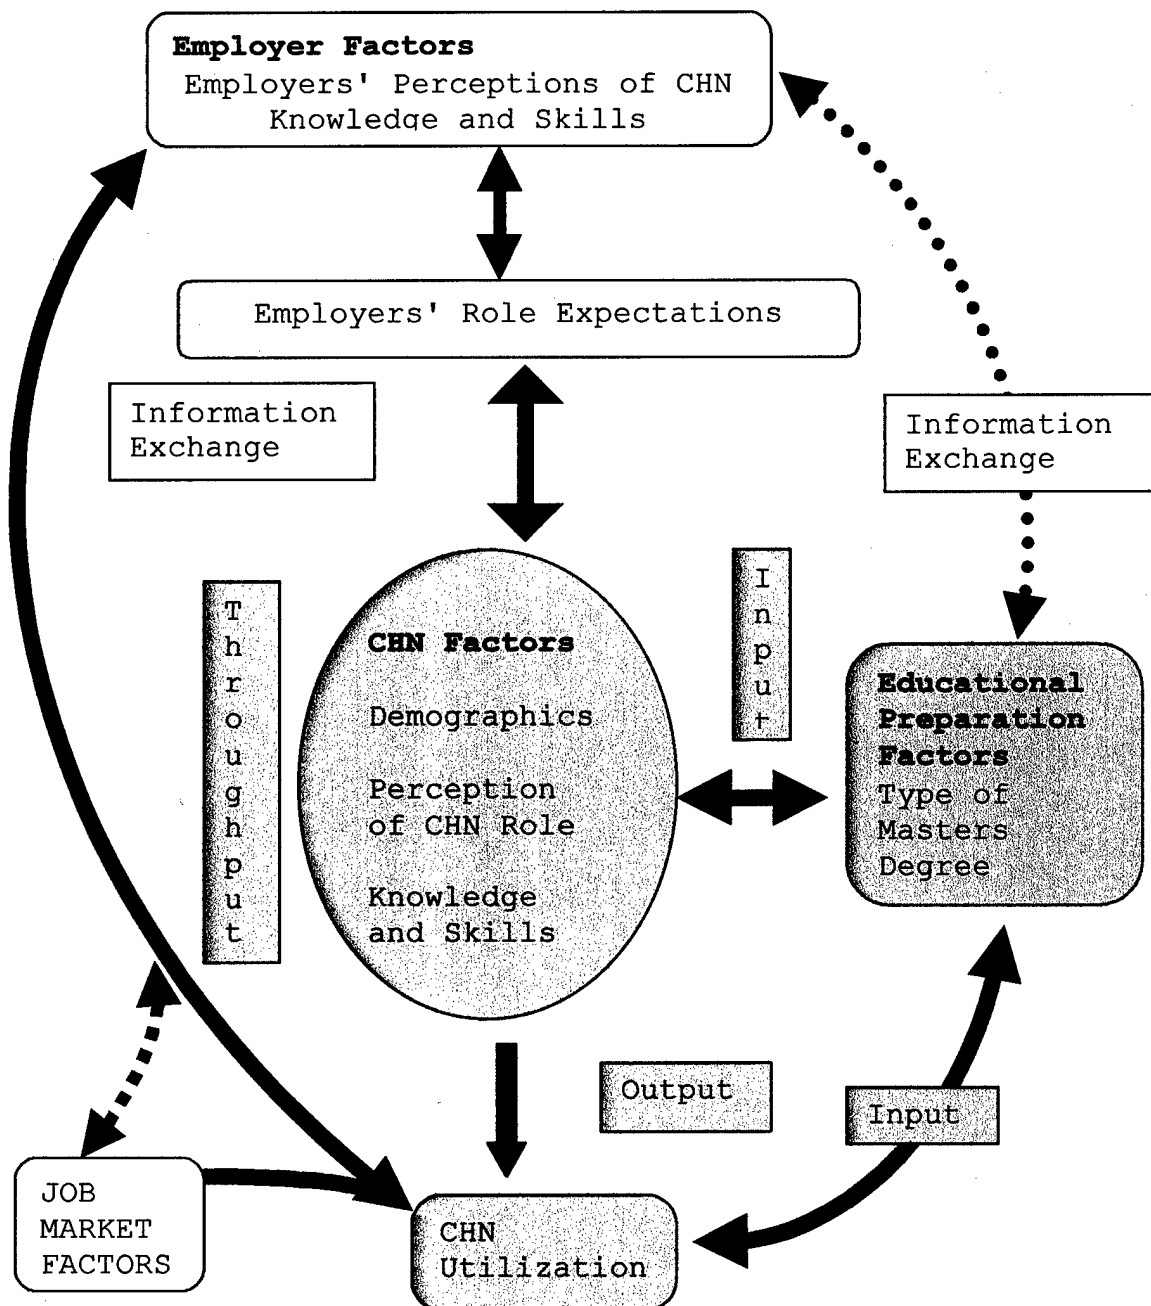 Employer Factors
Employers' Perceptions of CHN
Knowledge and Skills
Employers' Role Expectations
Information
Exchange
Information
Exchange
Throughput
Input
CHN Factors
Demographics
Perception
of CHN Role
Knowledge
and Skills
Educational
Preparation
Factors
Type of
Masters
Degree
Output
Input
JOB
MARKET
FACTORS
CHN
Utilization